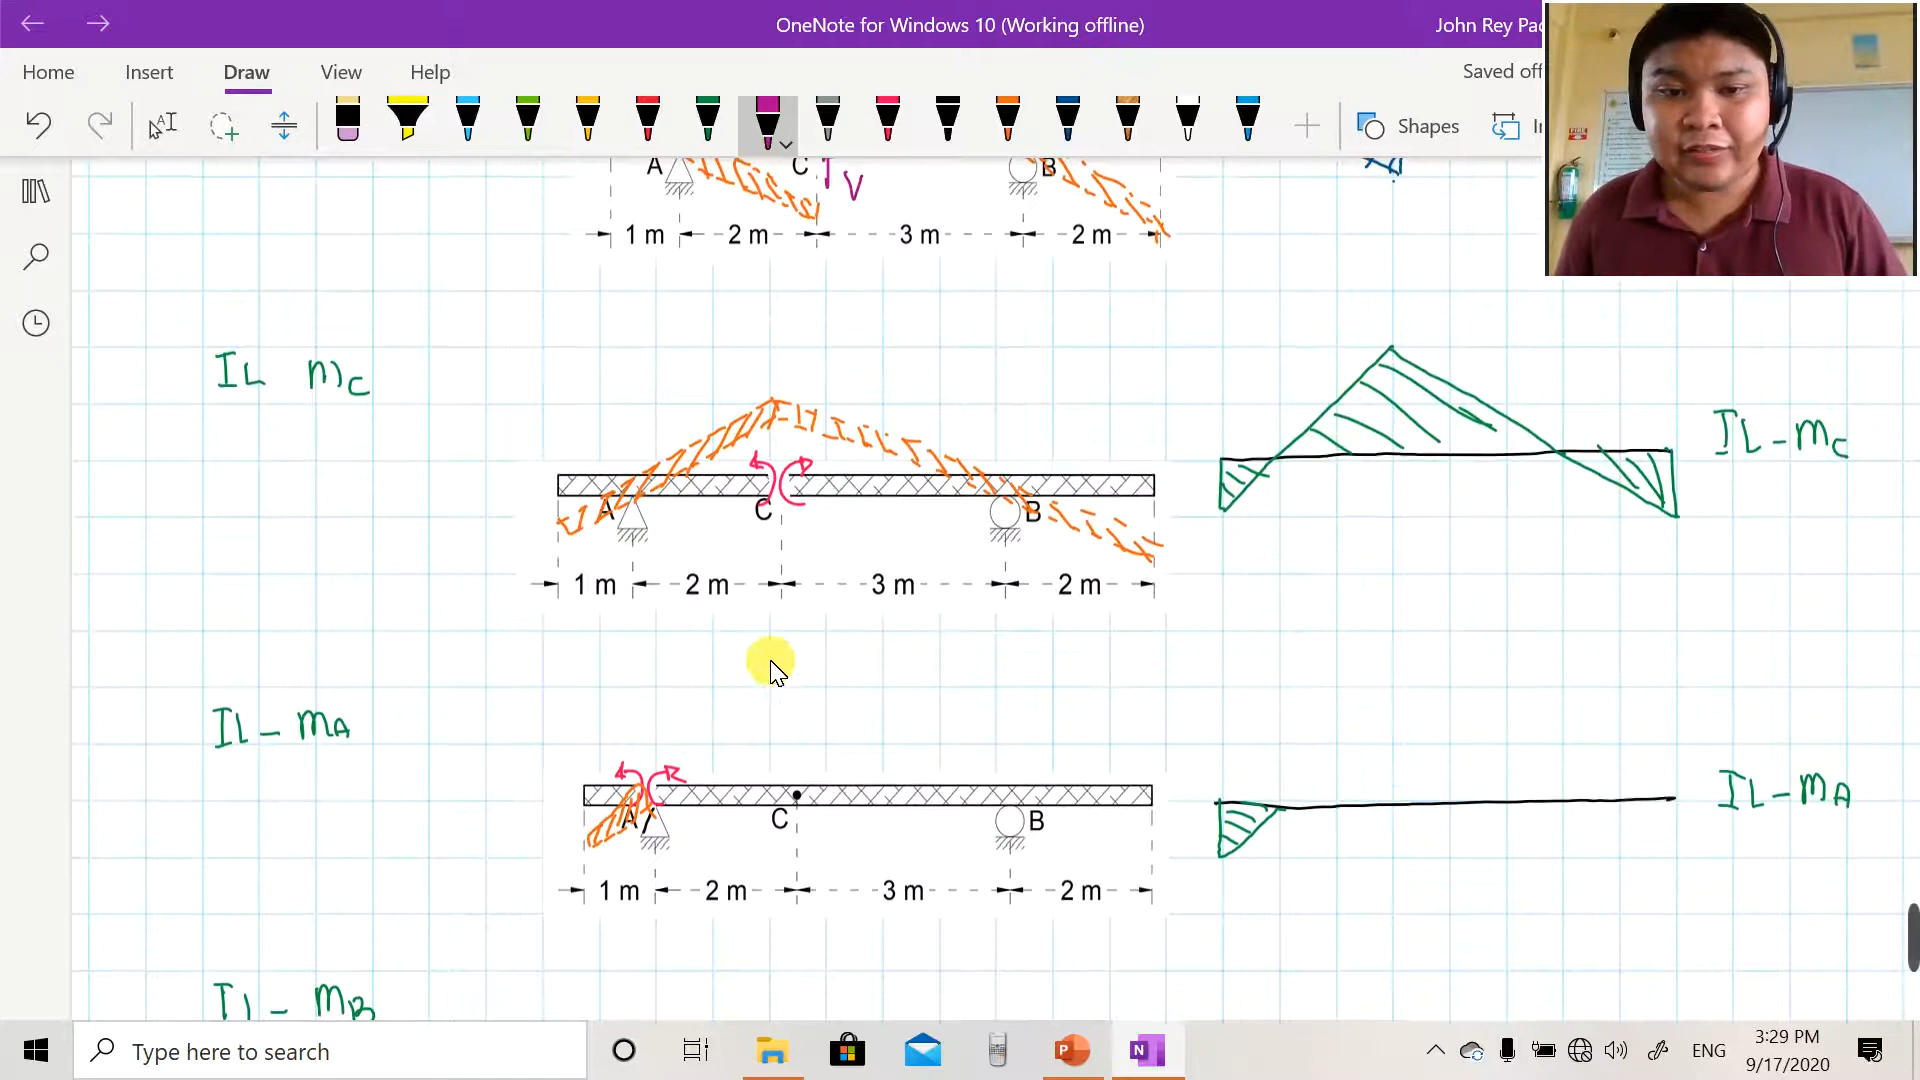 OneNote for Windows 10 (Working offline)
John Rey
Home Insert Draw View Help
Saved off
Shapes
A C V B
1 m 2 m 3 m 2 m
IL Mc
IL-Mc
A C B
1 m 2 m 3 m 2 m
IL - MA
IL-MA
A C B
1 m 2 m 3 m 2 m
IL - MB
Type here to search
ENG
3:29 PM
9/17/2020